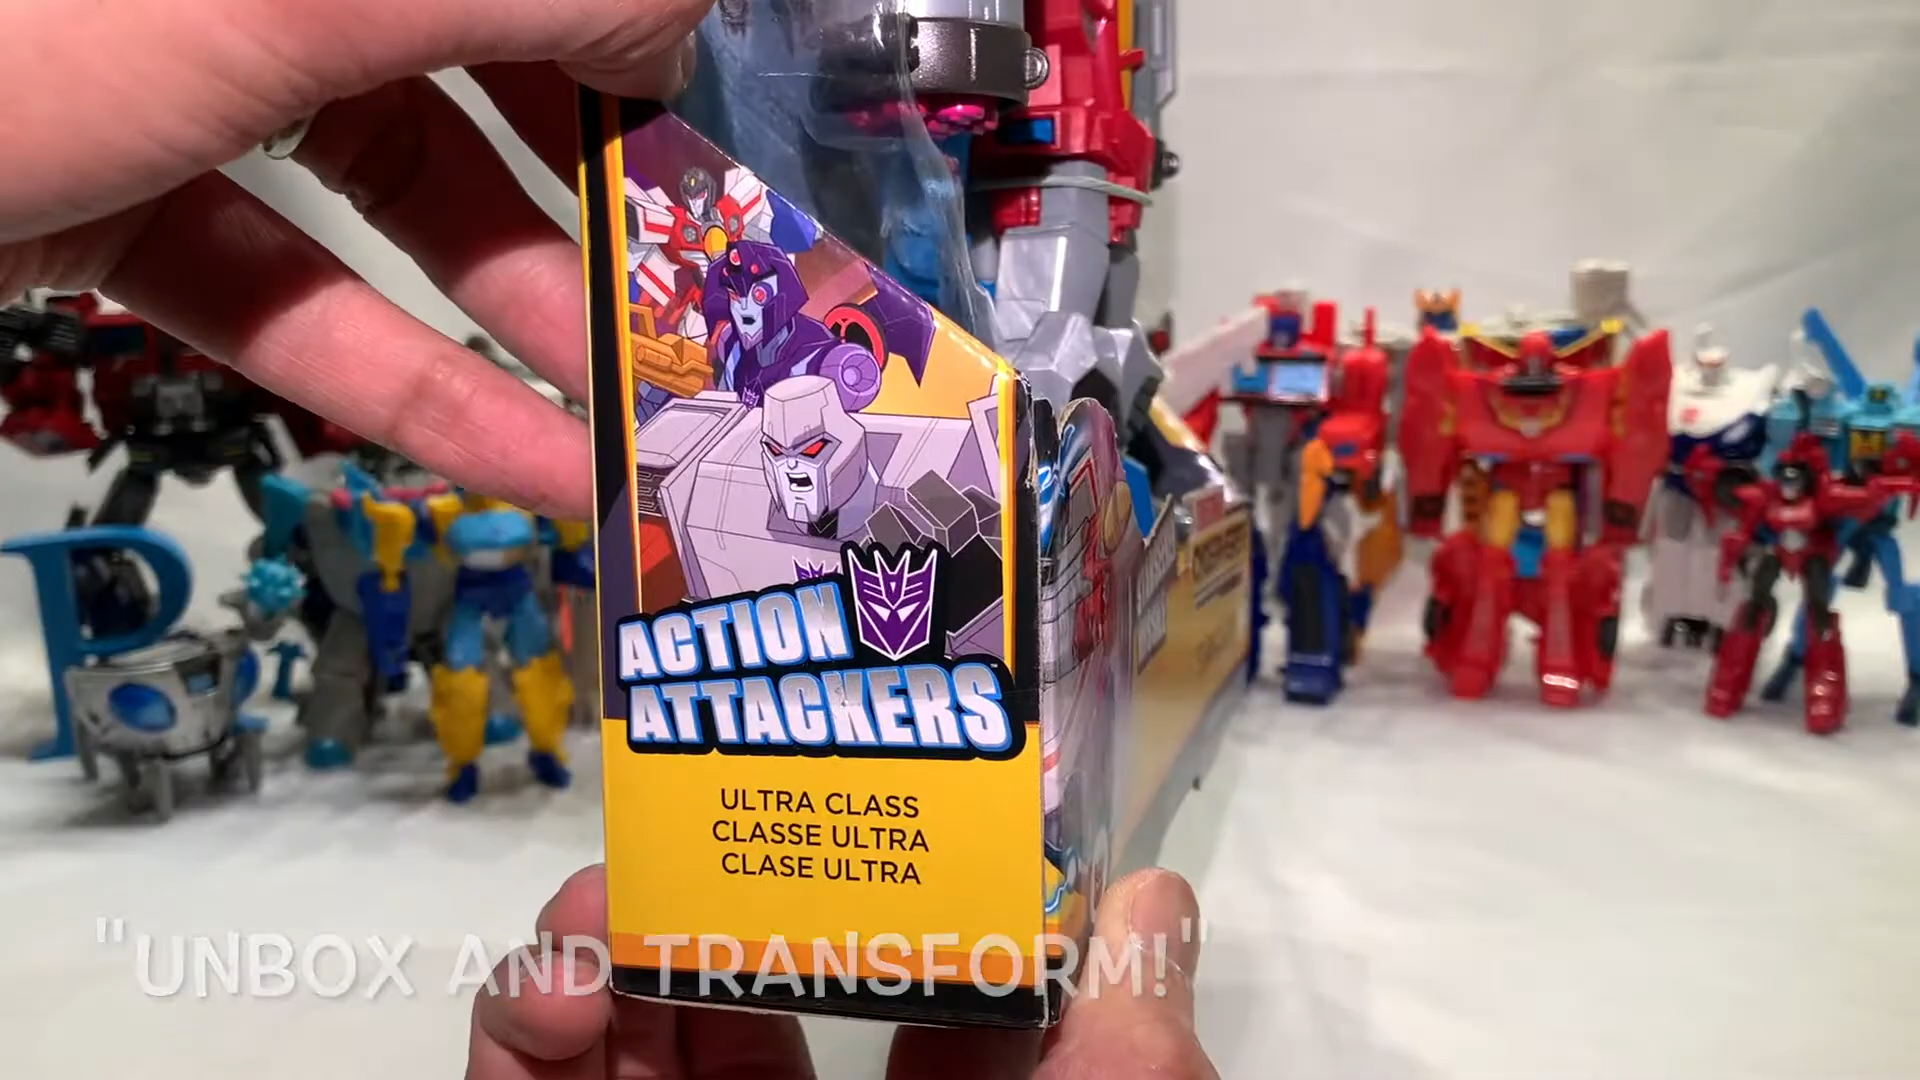 ACTION
ATTACKERS
ULTRA CLASS
CLASSE ULTRA
CLASE ULTRA
"UNBOX AND TRANSFORM!"